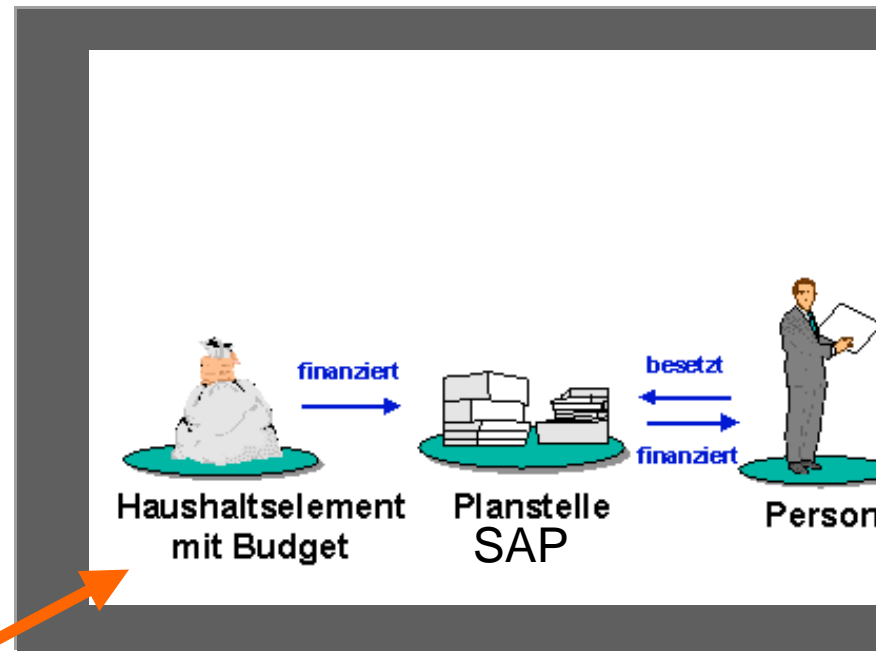 finanziert
besetzt
finanziert
Haushaltselement
mit Budget
Planstelle
SAP
Person